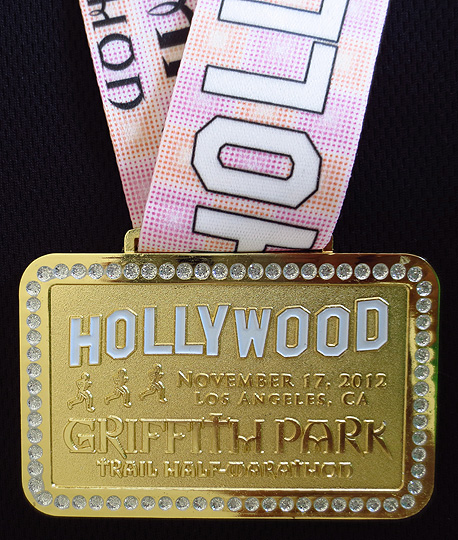 HOLLYWOOD
NOVEMBER 17, 2012
LOS ANGELES, CA
GRIFFITH PARK
TRAIL HALF-MARATHON